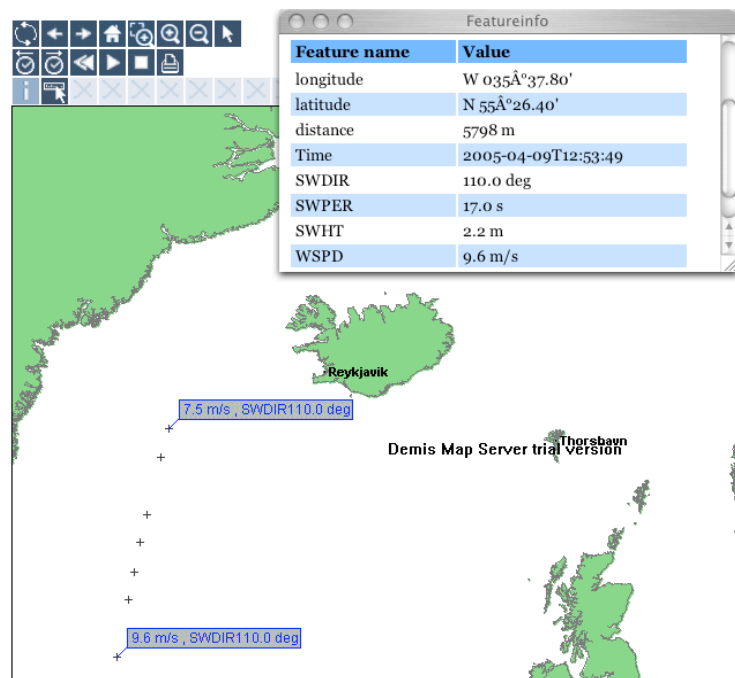 Featureinfo
Feature name Value
longitude W 035Â°37.80'
latitude N 55Â°26.40'
distance 5798 m
Time 2005-04-09T12:53:49
SWDIR 110.0 deg
SWPER 17.0 s
SWHT 2.2 m
WSPD 9.6 m/s
Reykjavik
7.5 m/s , SWDIR110.0 deg
Thorshavn
Demis Map Server trial version
9.6 m/s , SWDIR110.0 deg